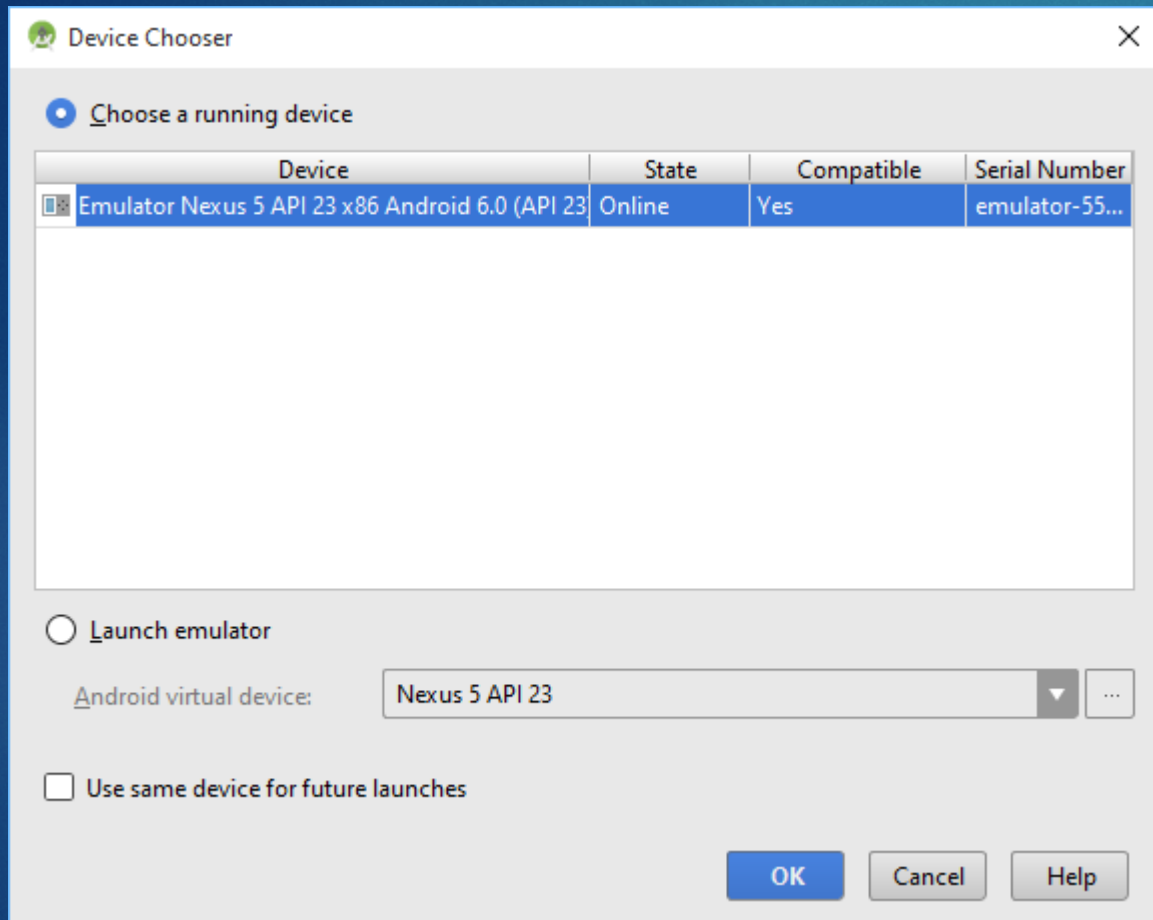 Device Chooser
Choose a running device
Device State Compatible Serial Number
Emulator Nexus 5 API 23 x86 Android 6.0 (API 23) Online Yes emulator-55...
Launch emulator
Android virtual device: Nexus 5 API 23 ...
Use same device for future launches
OK Cancel Help